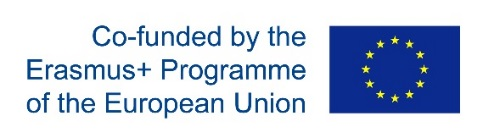 Co-funded by the
Erasmus+ Programme
of the European Union